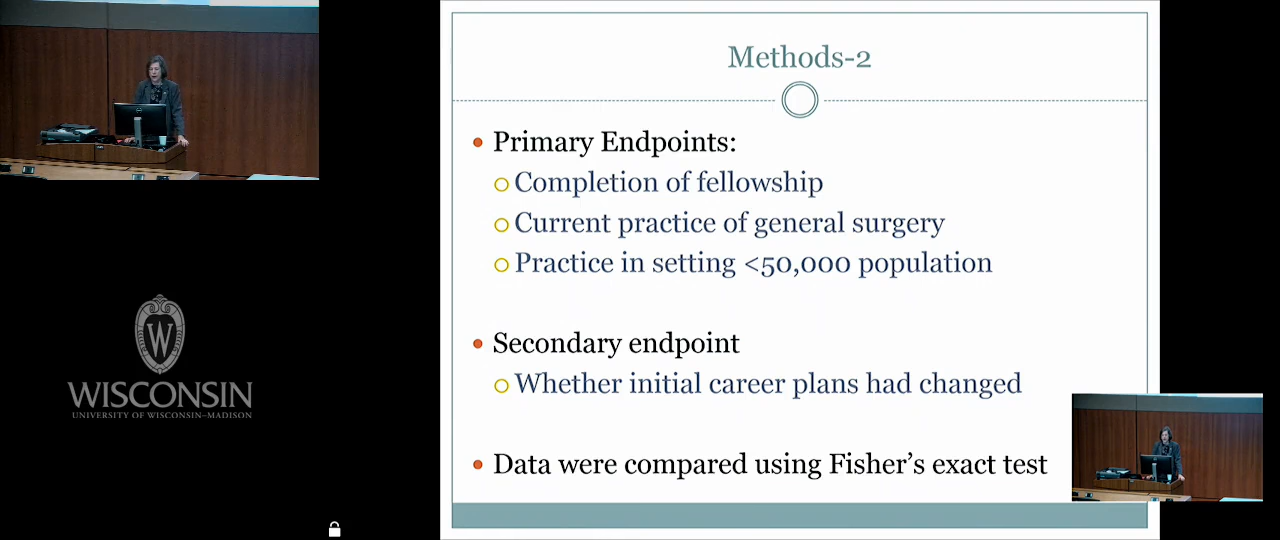 Methods-2
Primary Endpoints:
Completion of fellowship
Current practice of general surgery
Practice in setting <50,000 population
Secondary endpoint
Whether initial career plans had changed
Data were compared using Fisher's exact test
W
WISCONSIN
UNIVERSITY OF WISCONSIN–MADISON